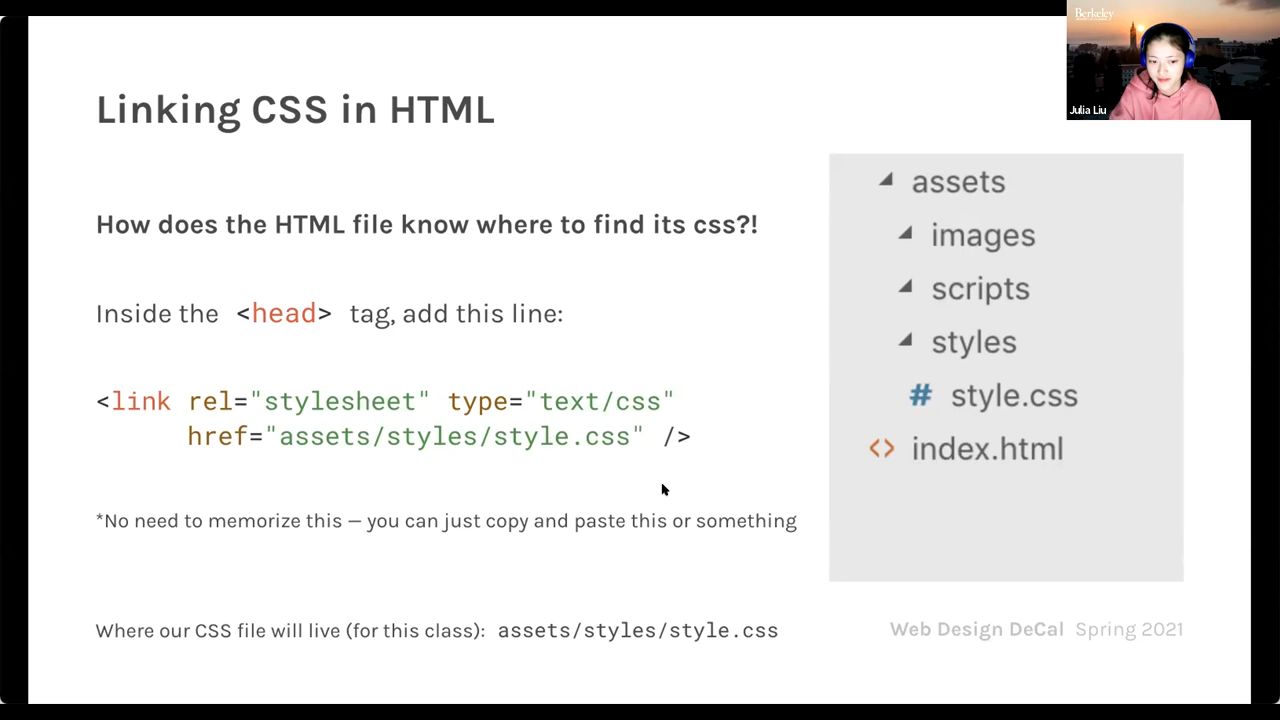 Berkeley
Julia Liu
Linking CSS in HTML
How does the HTML file know where to find its css?!
Inside the <head> tag, add this line:
<link rel="stylesheet" type="text/css"
href="assets/styles/style.css" />
*No need to memorize this — you can just copy and paste this or something
Where our CSS file will live (for this class): assets/styles/style.css
assets
images
scripts
styles
# style.css
<> index.html
Web Design DeCal Spring 2021